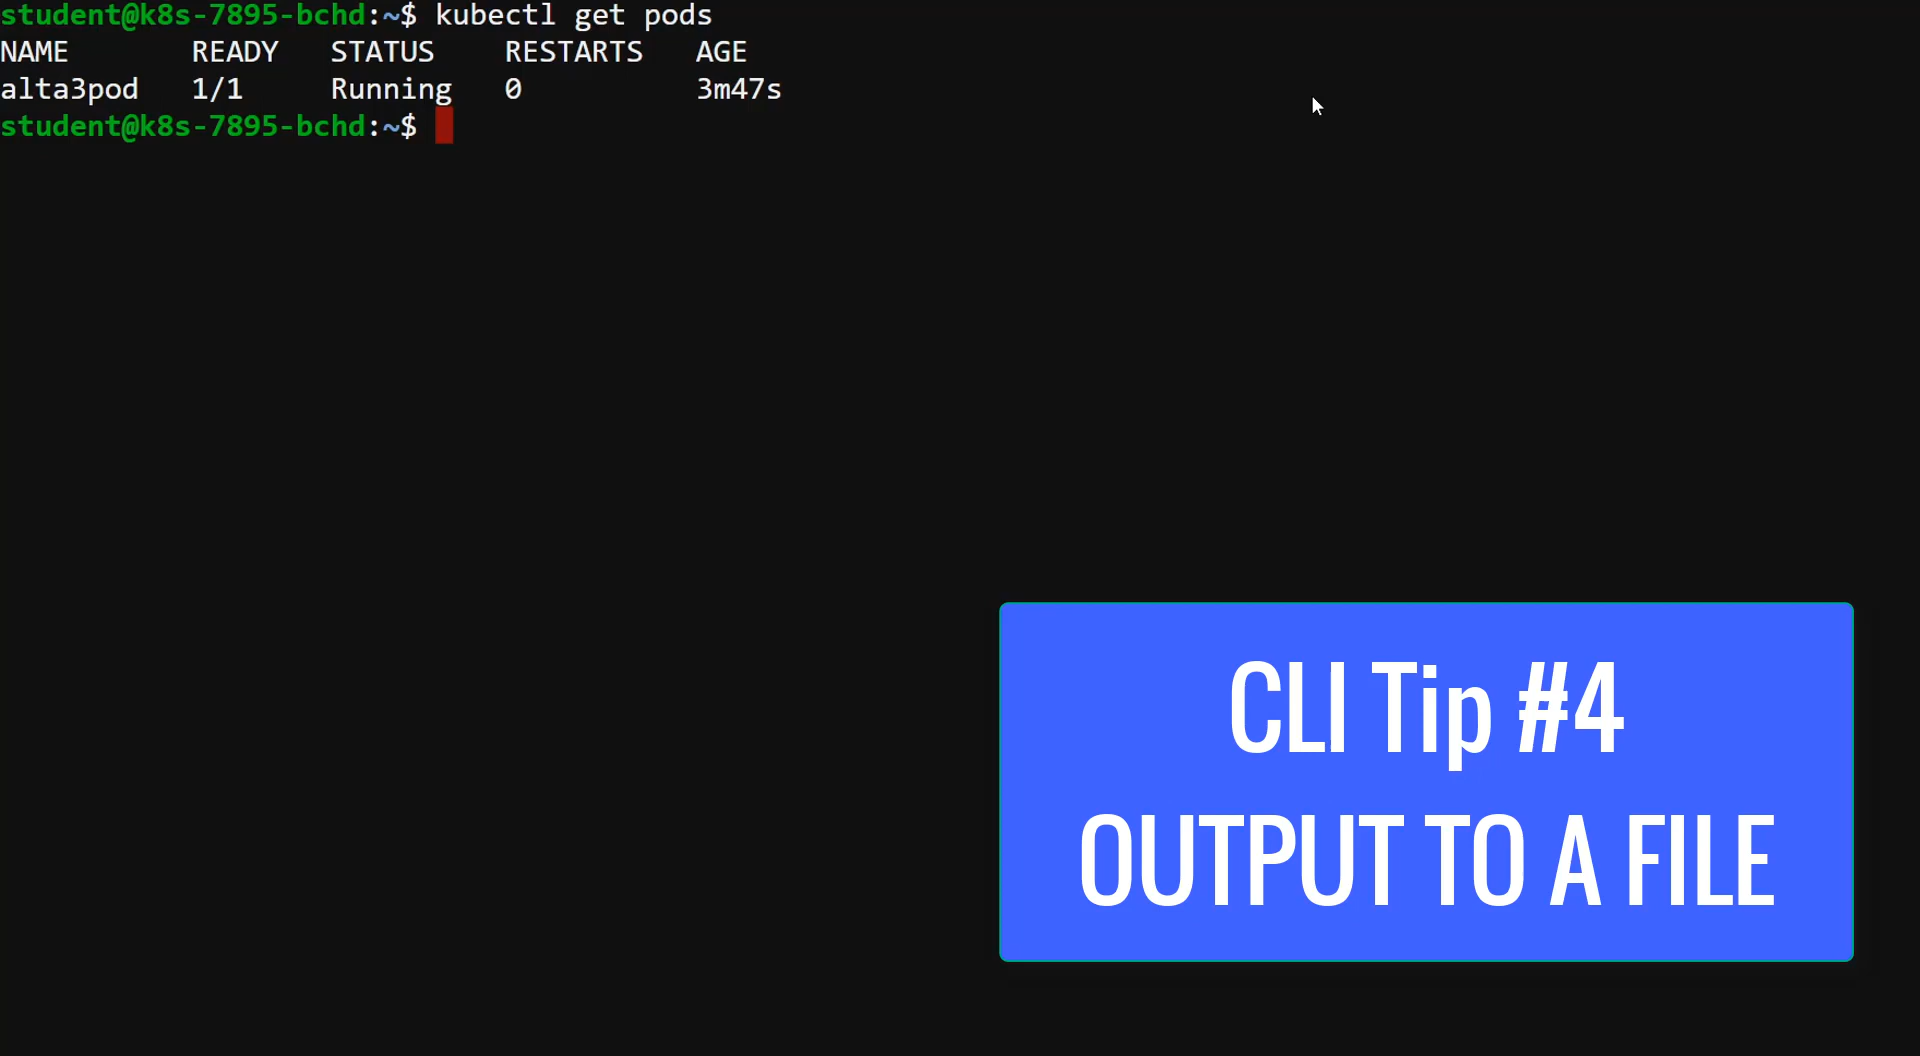 student@k8s-7895-bchd:~$ kubectl get pods
NAME       READY   STATUS    RESTARTS   AGE
alta3pod   1/1     Running   0          3m47s
student@k8s-7895-bchd:~$
CLI Tip #4
OUTPUT TO A FILE